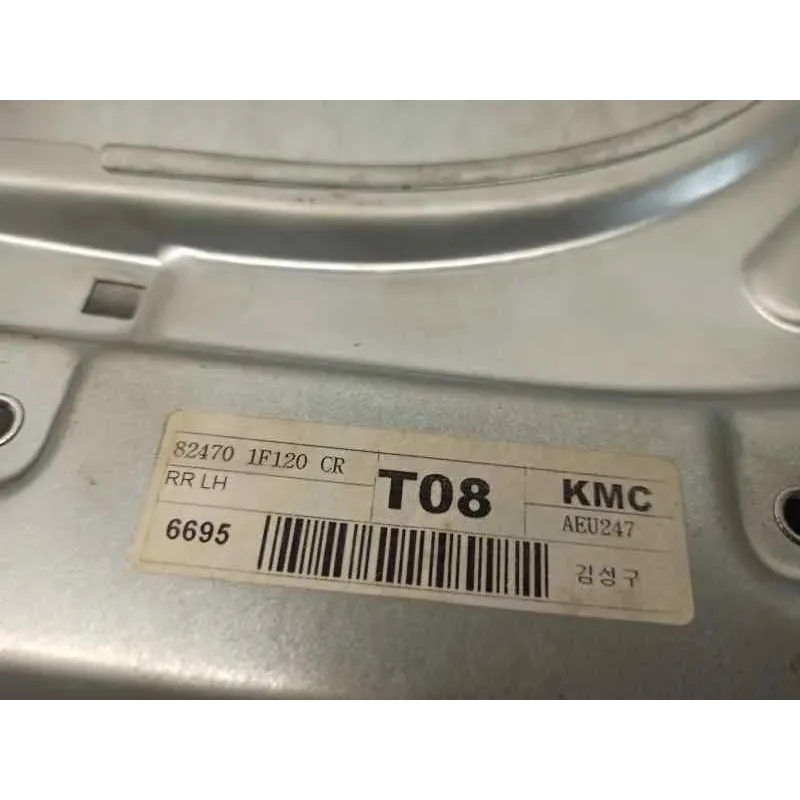 82470 1F120 CR
RR LH
T08
KMC
AEU247
6695
김성구